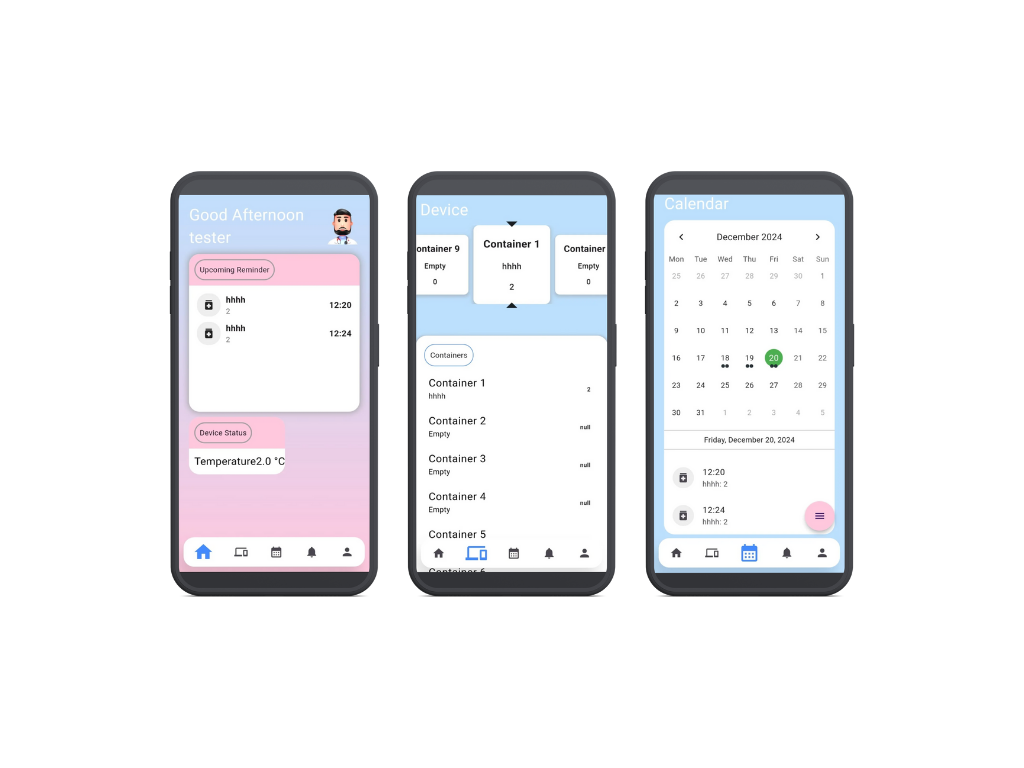 Good Afternoon
tester
Upcoming Reminder
hhhh
2
12:20
hhhh
2
12:24
Device Status
Temperature2.0 °C
Device
ontainer 9
Empty
0
Container 1
hhhh
2
Container
Empty
0
Containers
Container 1
hhhh
2
Container 2
Empty
null
Container 3
Empty
null
Container 4
Empty
null
Container 5
Container 6
Calendar
December 2024
Mon Tue Wed Thu Fri Sat Sun
25 26 27 28 29 30 1
2 3 4 5 6 7 8
9 10 11 12 13 14 15
16 17 18 19 20 21 22
23 24 25 26 27 28 29
30 31 1 2 3 4 5
Friday, December 20, 2024
12:20
hhhh: 2
12:24
hhhh: 2